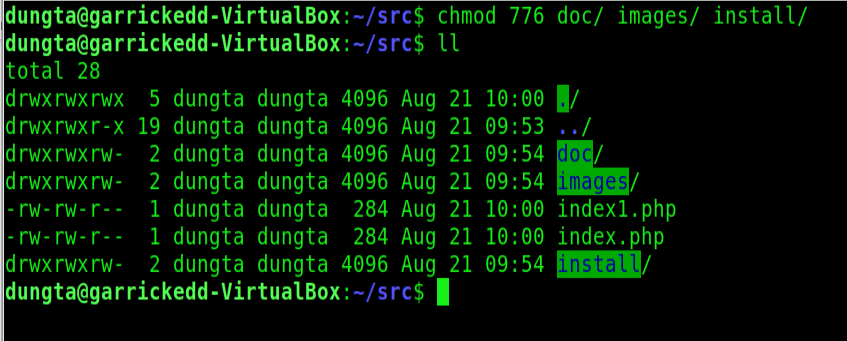 dungta@garrickedd-VirtualBox:~/src$ chmod 776 doc/ images/ install/
dungta@garrickedd-VirtualBox:~/src$ ll
total 28
drwxrwxrwx  5 dungta dungta 4096 Aug 21 10:00 ./
drwxrwxr-x 19 dungta dungta 4096 Aug 21 09:53 ../
drwxrwxrw-  2 dungta dungta 4096 Aug 21 09:54 doc/
drwxrwxrw-  2 dungta dungta 4096 Aug 21 09:54 images/
-rw-rw-r--  1 dungta dungta  284 Aug 21 10:00 index1.php
-rw-rw-r--  1 dungta dungta  284 Aug 21 10:00 index.php
drwxrwxrw-  2 dungta dungta 4096 Aug 21 09:54 install/
dungta@garrickedd-VirtualBox:~/src$